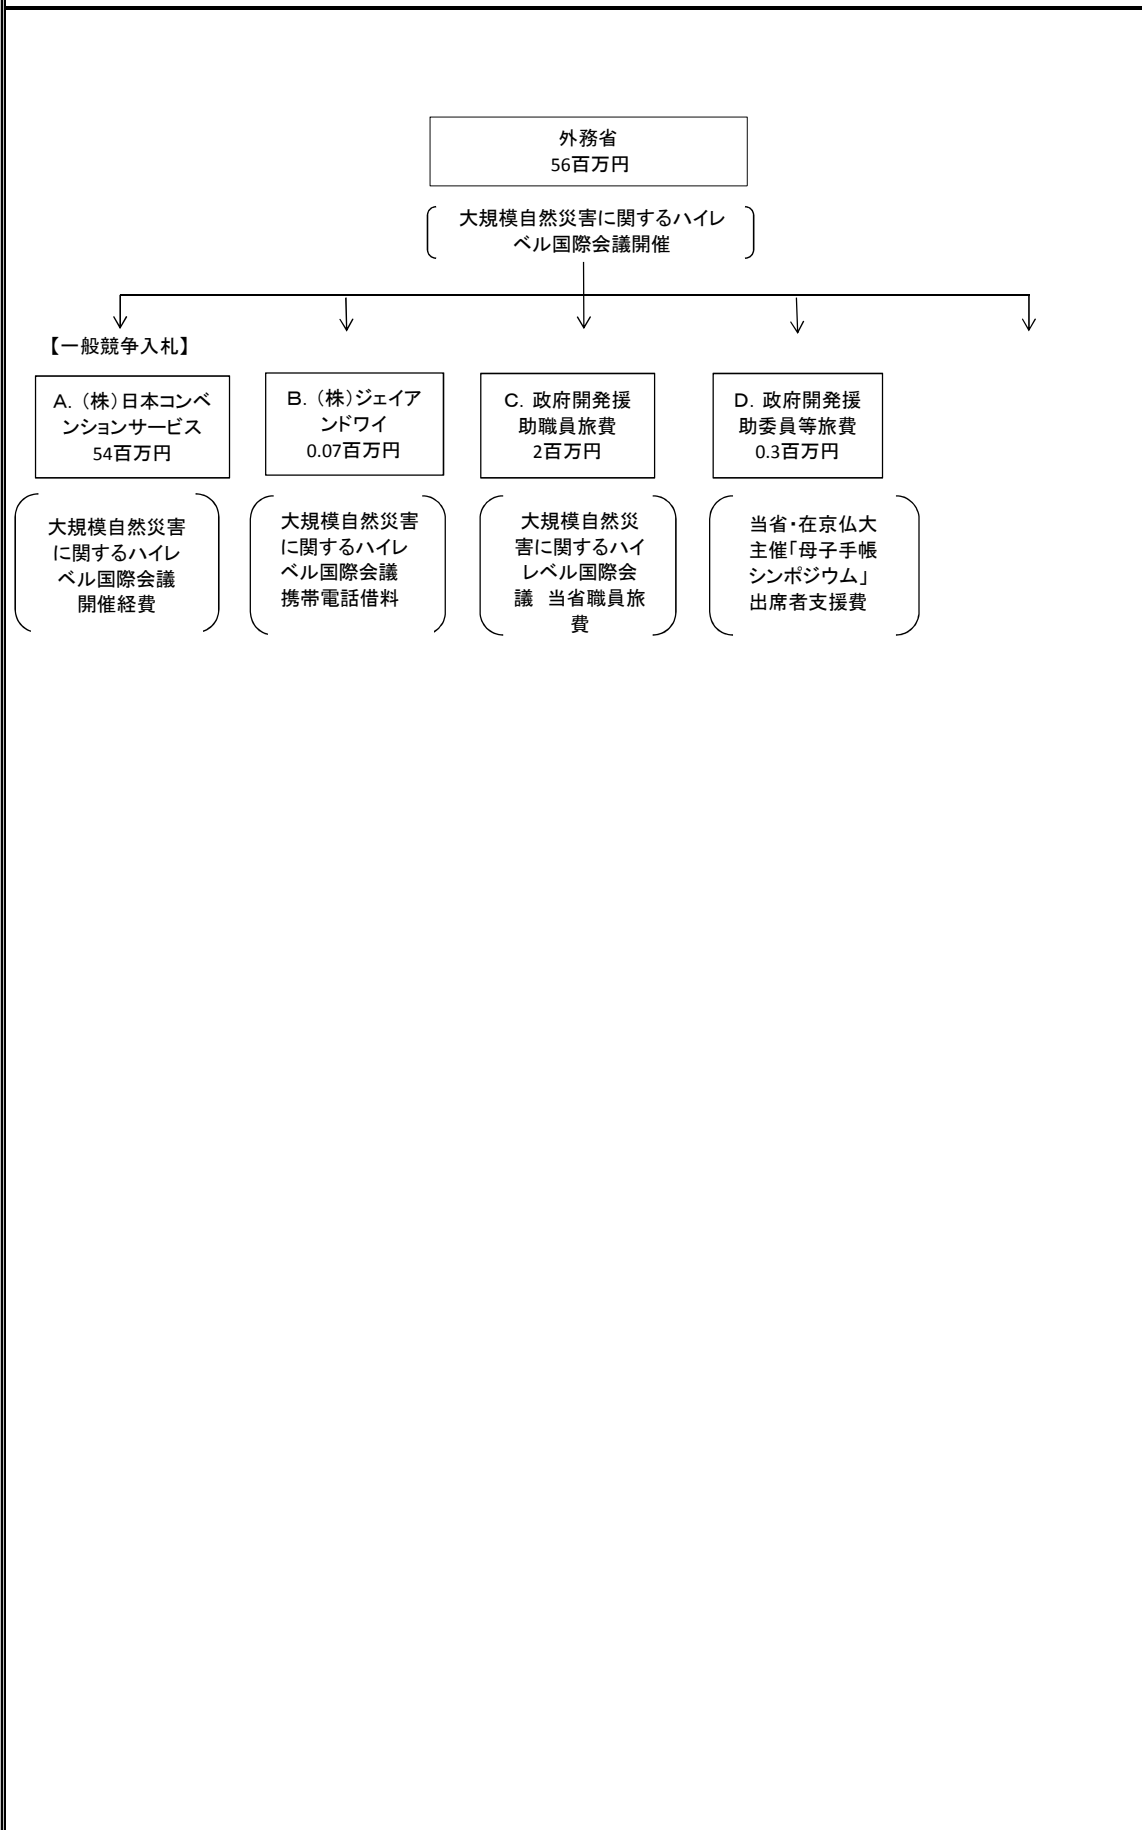 外務省
56百万円
大規模自然災害に関するハイレ
ベル国際会議開催
【一般競争入札】
A. （株）日本コンベ
ンションサービス
54百万円
大規模自然災害
に関するハイレ
ベル国際会議
開催経費
B. （株）ジェイア
ンドワイ
0.07百万円
大規模自然災害
に関するハイレ
ベル国際会議
携帯電話借料
C. 政府開発援
助職員旅費
2百万円
大規模自然災
害に関するハイ
レベル国際会
議　当省職員旅
費
D. 政府開発援
助委員等旅費
0.3百万円
当省・在京仏大
主催「母子手帳
シンポジウム」
出席者支援費